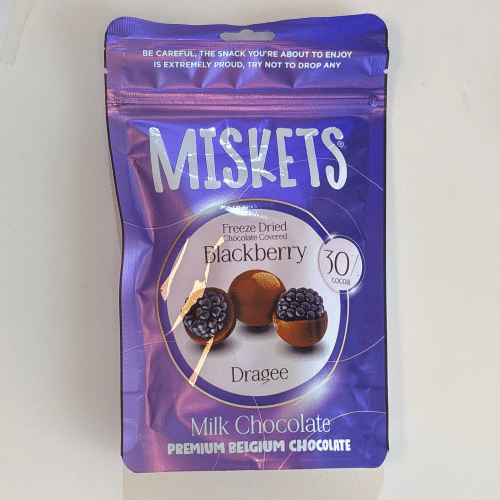 BE CAREFUL, THE SNACK YOU'RE ABOUT TO ENJOY
IS EXTREMELY PROUD, TRY NOT TO DROP ANY
MISKETS®
Freeze Dried
Chocolate Covered
Blackberry
30%
COCOA
Dragee
Milk Chocolate
PREMIUM BELGIUM CHOCOLATE